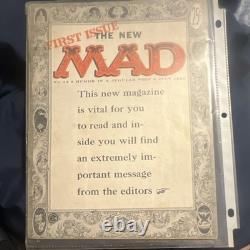 FIRST ISSUE
THE NEW
MAD
This new magazine
is vital for you
to read and in-
side you will find
an extremely im-
portant message
from the editors